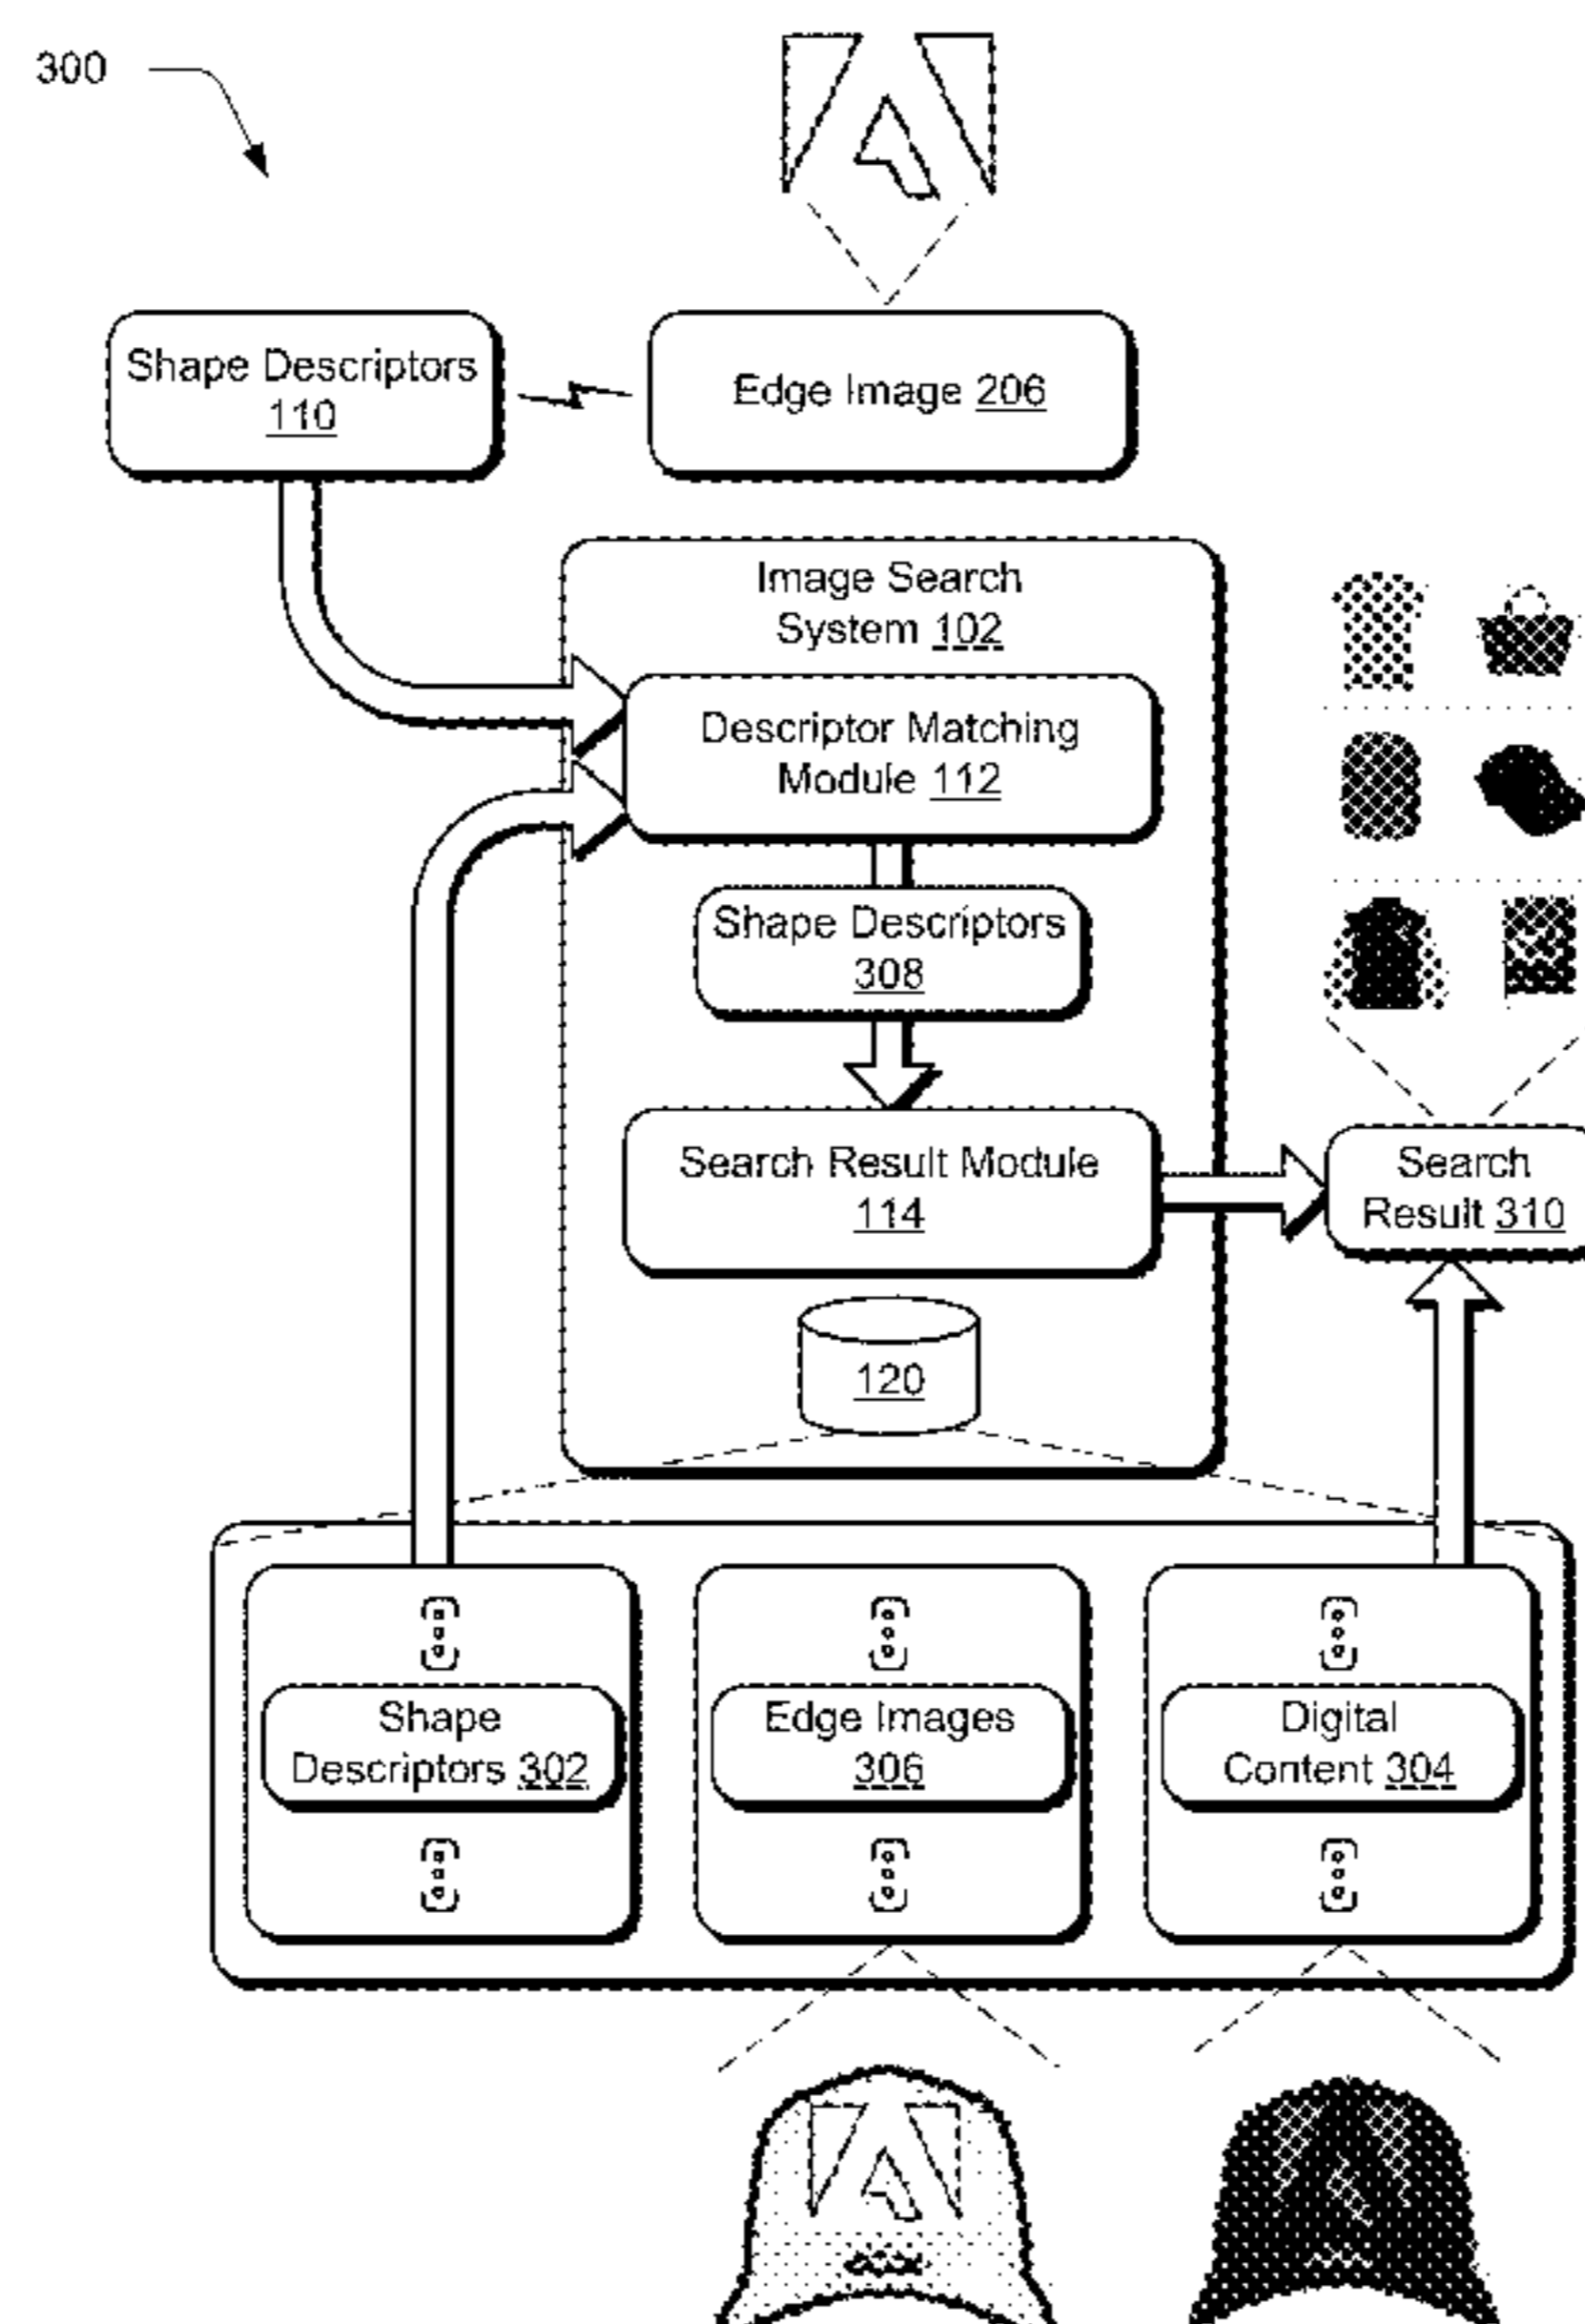 300
Shape Descriptors
110
Edge Image 206
Image Search
System 102
Descriptor Matching
Module 112
Shape Descriptors
308
Search Result Module
114
Search
Result 310
120
Shape
Descriptors 302
Edge Images
306
Digital
Content 304